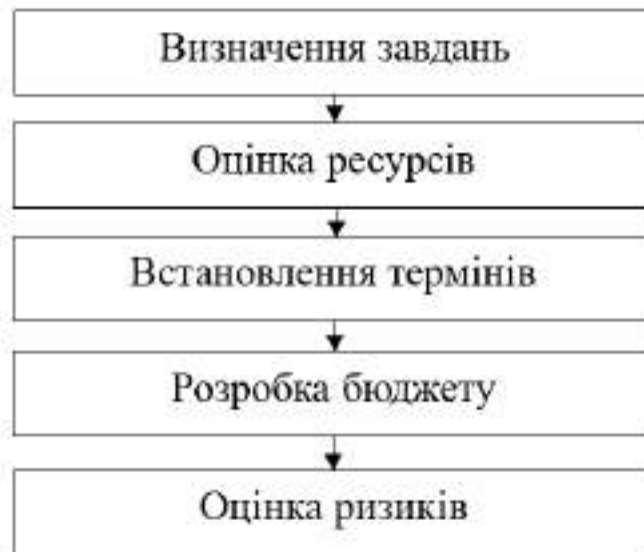 Визначення завдань
Оцінка ресурсів
Встановлення термінів
Розробка бюджету
Оцінка ризиків